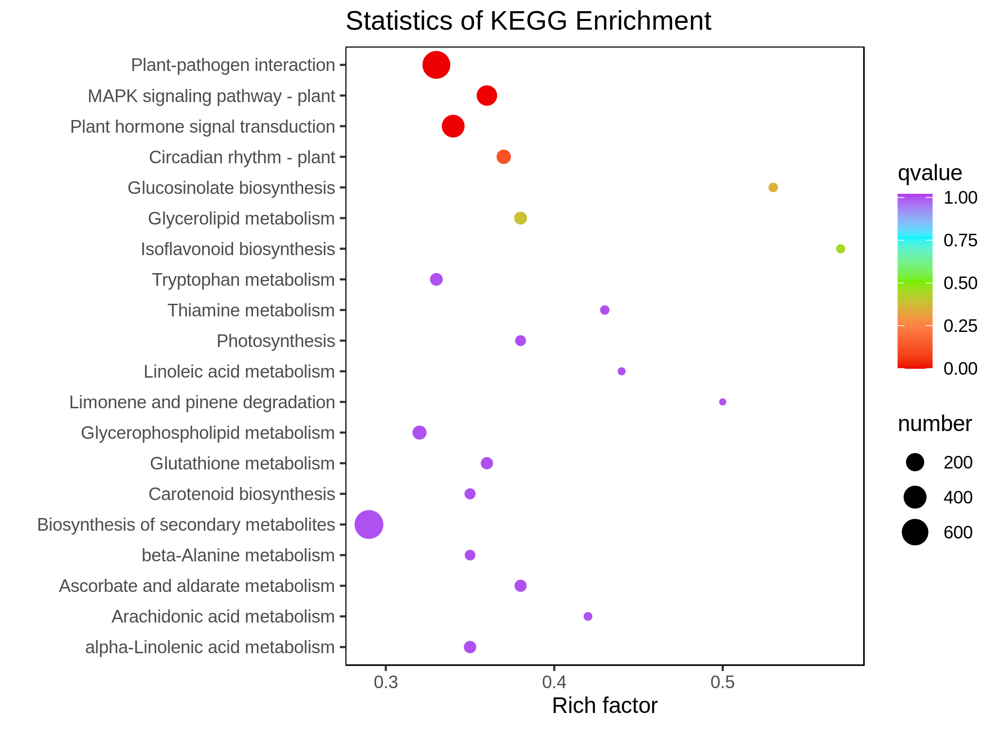 Statistics of KEGG Enrichment
Plant-pathogen interaction
MAPK signaling pathway - plant
Plant hormone signal transduction
Circadian rhythm - plant
Glucosinolate biosynthesis
Glycerolipid metabolism
Isoflavonoid biosynthesis
Tryptophan metabolism
Thiamine metabolism
Photosynthesis
Linoleic acid metabolism
Limonene and pinene degradation
Glycerophospholipid metabolism
Glutathione metabolism
Carotenoid biosynthesis
Biosynthesis of secondary metabolites
beta-Alanine metabolism
Ascorbate and aldarate metabolism
Arachidonic acid metabolism
alpha-Linolenic acid metabolism
0.3 0.4 0.5
Rich factor
qvalue
1.00
0.75
0.50
0.25
0.00
number
200
400
600